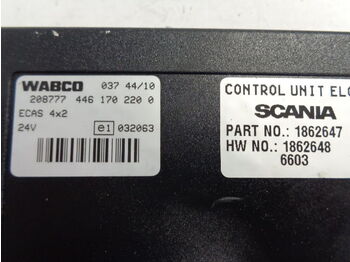 WABCO 037 44/10
208777 446 170 220 0
ECAS 4x2
24V e1 032063
CONTROL UNIT EL
SCANIA
PART NO.: 1862647
HW NO.: 1862648
6603